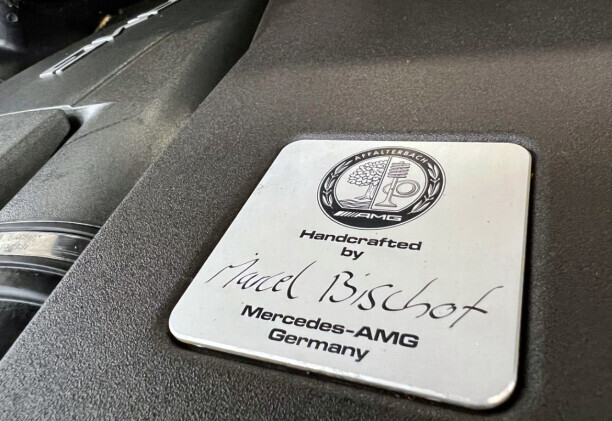 AFFALTERBACH
AMG
Handcrafted
by
Marcel Bischof
Mercedes-AMG
Germany